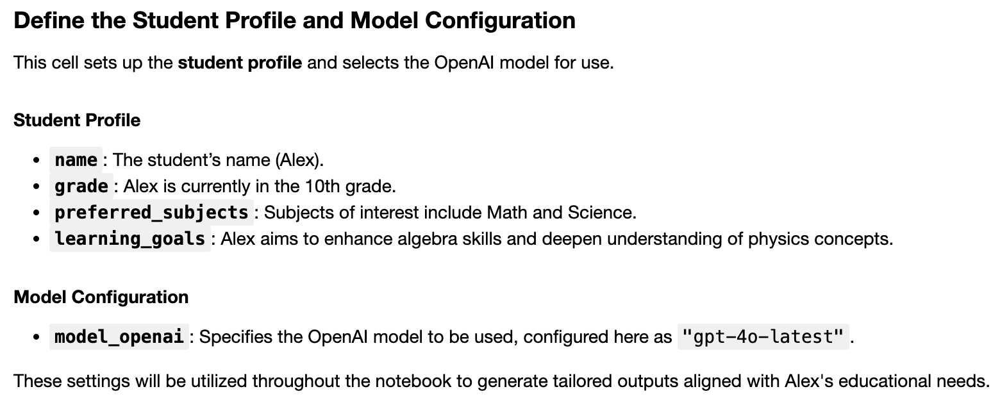 Define the Student Profile and Model Configuration
This cell sets up the student profile and selects the OpenAI model for use.
Student Profile
• name: The student’s name (Alex).
• grade: Alex is currently in the 10th grade.
• preferred_subjects: Subjects of interest include Math and Science.
• learning_goals: Alex aims to enhance algebra skills and deepen understanding of physics concepts.
Model Configuration
• model_openai: Specifies the OpenAI model to be used, configured here as "gpt-4o-latest".
These settings will be utilized throughout the notebook to generate tailored outputs aligned with Alex's educational needs.